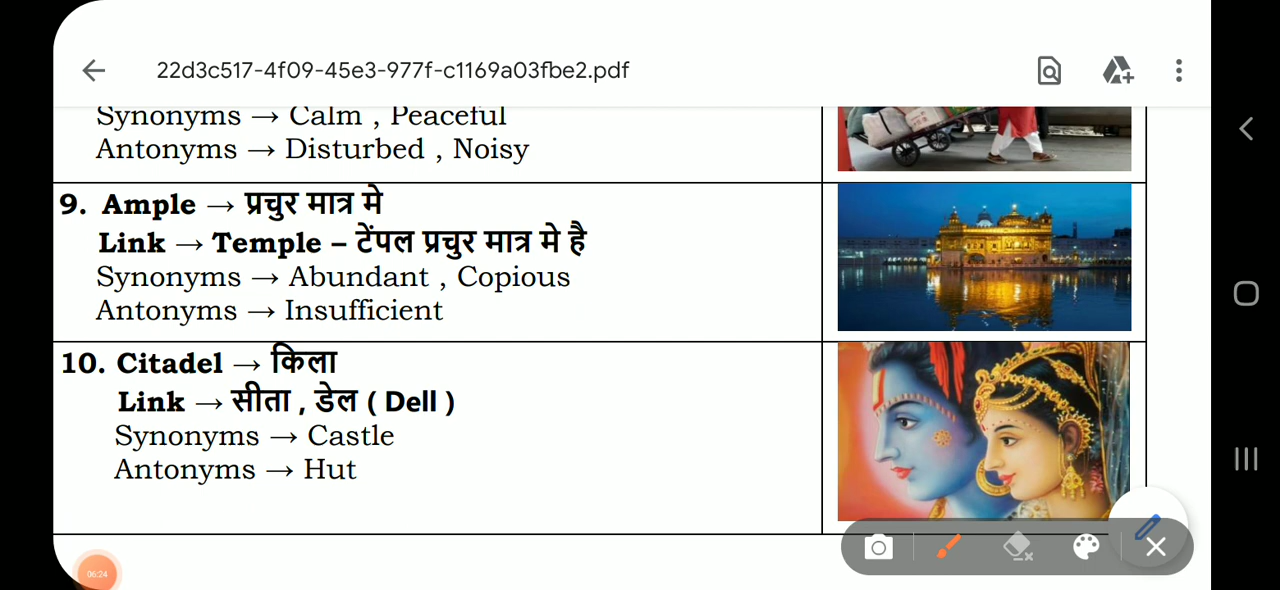 22d3c517-4f09-45e3-977f-c1169a03fbe2.pdf
Synonyms → Calm , Peaceful
Antonyms → Disturbed , Noisy
9. Ample → प्रचुर मात्र मे
Link → Temple – टेंपल प्रचुर मात्र मे है
Synonyms → Abundant , Copious
Antonyms → Insufficient
10. Citadel → किला
Link → सीता , डेल ( Dell )
Synonyms → Castle
Antonyms → Hut
06:24